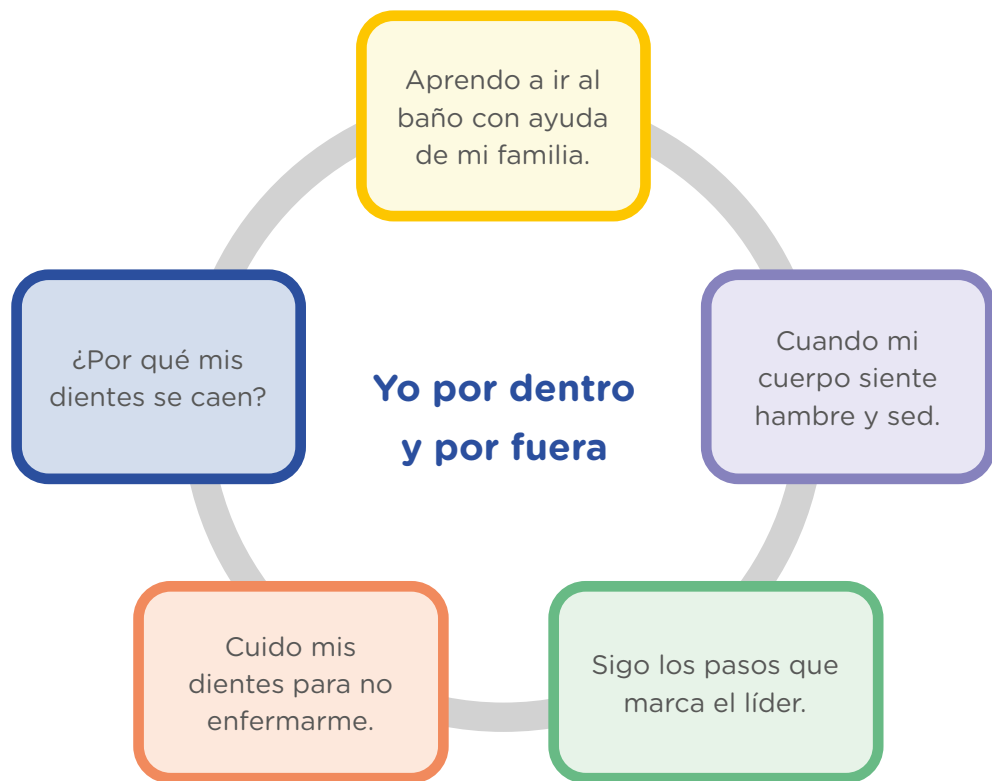 Aprendo a ir al
baño con ayuda
de mi familia.
Cuando mi
cuerpo siente
hambre y sed.
Sigo los pasos que
marca el líder.
Cuido mis
dientes para no
enfermarme.
¿Por qué mis
dientes se caen?
Yo por dentro
y por fuera